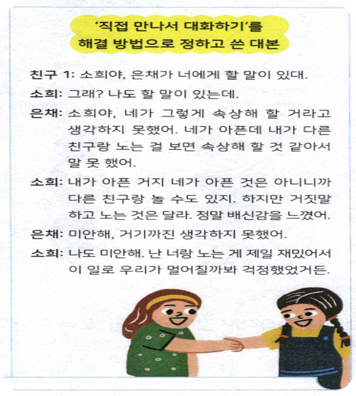 ‘직접 만나서 대화하기’를
해결 방법으로 정하고 쓴 대본
친구 1: 소희야, 은채가 너에게 할 말이 있대.
소희: 그래? 나도 할 말이 있는데.
은채: 소희야, 네가 그렇게 속상해 할 거라고
생각하지 못했어. 네가 아픈데 내가 다른
친구랑 노는 걸 보면 속상해 할 것 같아서
말 못 했어.
소희: 내가 아픈 거지 네가 아픈 것은 아니니까
다른 친구랑 놀 수도 있지. 하지만 거짓말
하고 노는 것은 달라. 정말 배신감을 느꼈어.
은채: 미안해, 거기까진 생각하지 못했어.
소희: 나도 미안해. 난 너랑 노는 게 제일 재밌어서
이 일로 우리가 멀어질까봐 걱정했었거든.